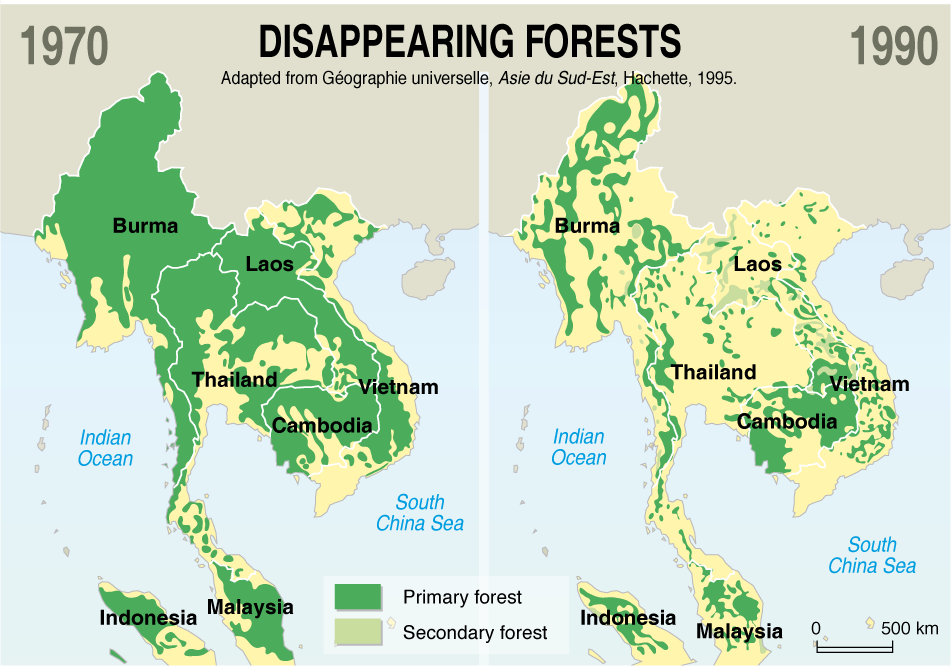 1970
DISAPPEARING FORESTS
1990
Adapted from Géographie universelle, Asie du Sud-Est, Hachette, 1995.
Burma
Laos
Thailand
Vietnam
Cambodia
Indian
Ocean
South
China Sea
Indonesia
Malaysia
Primary forest
Secondary forest
Burma
Laos
Thailand
Vietnam
Cambodia
Indian
Ocean
South
China Sea
Indonesia
Malaysia
0 500 km